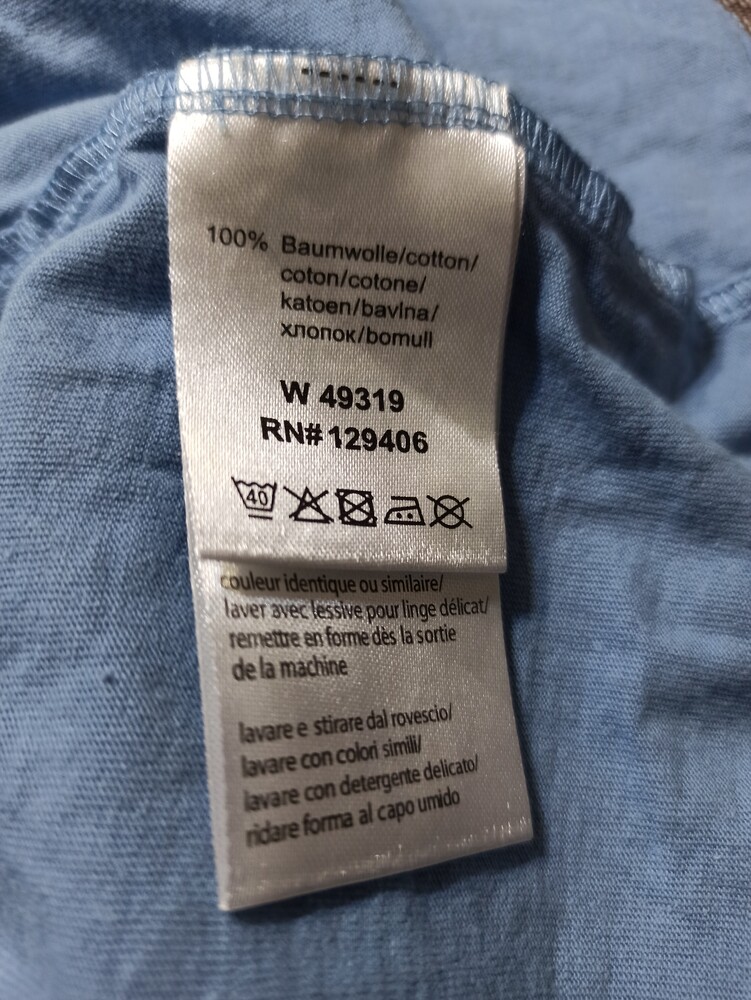 100% Baumwolle/cotton/
coton/cotone/
katoen/bavlna/
хлопок/bomull
W 49319
RN# 129406
40
couleur identique ou similaire/
laver avec lessive pour linge délicat/
remettre en forme dès la sortie
de la machine
lavare e stirare dal rovescio/
lavare con colori simili/
lavare con detergente delicato/
ridare forma al capo umido